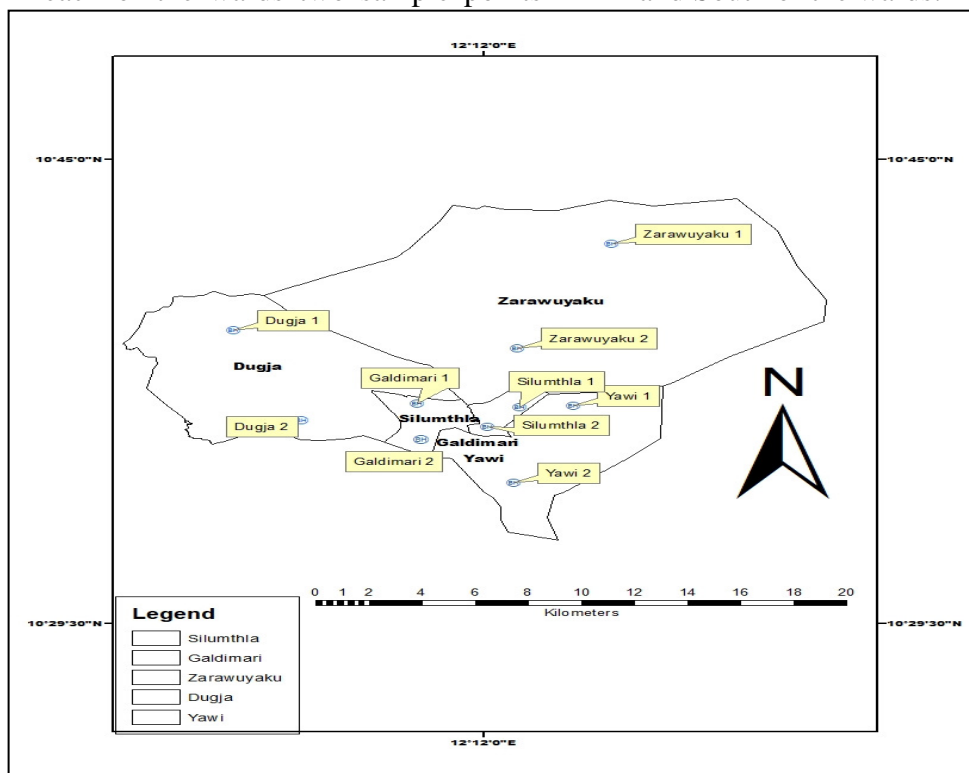 12°12'0"E
10°45'0"N
10°45'0"N
Zarawuyaku 1
Zarawuyaku
Dugja 1
Zarawuyaku 2
Dugja
Galdimari 1
Silumthla 1
Yawi 1
Silumthla
Dugja 2
Silumthla 2
Galdimari
Yawi
Galdimari 2
Yawi 2
N
0 1 2 4 6 8 10 12 14 16 18 20
Kilometers
10°29'30"N
10°29'30"N
Legend
Silumthla
Galdimari
Zarawuyaku
Dugja
Yawi
12°12'0"E